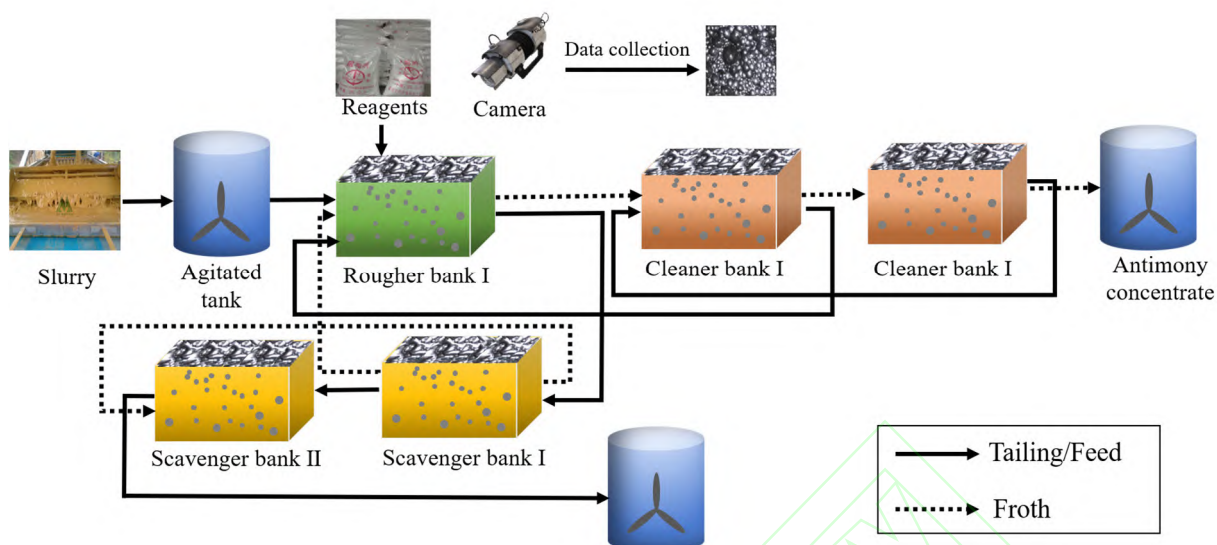 Data collection
Reagents
Camera
Slurry
Agitated
tank
Rougher bank I
Cleaner bank I
Cleaner bank I
Antimony
concentrate
Scavenger bank II
Scavenger bank I
Tailing/Feed
Froth